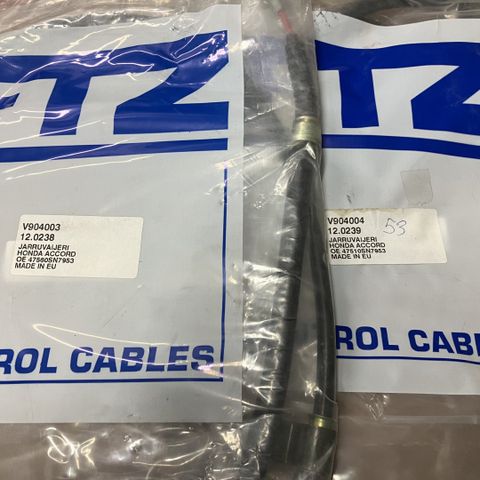 TZ
V904003
12.0238
JARRUVAIJERI
HONDA ACCORD
OE 47560SN7953
MADE IN EU
ROL CABLES
TZ
V904004
12.0239
JARRUVAIJERI
HONDA ACCORD
OE 47510SN7953
MADE IN EU
53
ROL CABLE